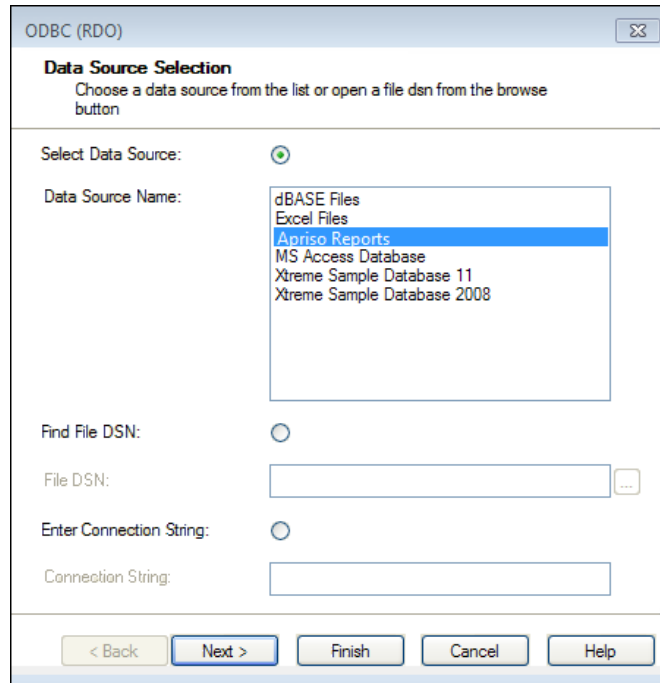 ODBC (RDO)
Data Source Selection
Choose a data source from the list or open a file dsn from the browse
button
Select Data Source:
Data Source Name:
dBASE Files
Excel Files
Apriso Reports
MS Access Database
Xtreme Sample Database 11
Xtreme Sample Database 2008
Find File DSN:
File DSN:
...
Enter Connection String:
Connection String:
< Back Next > Finish Cancel Help